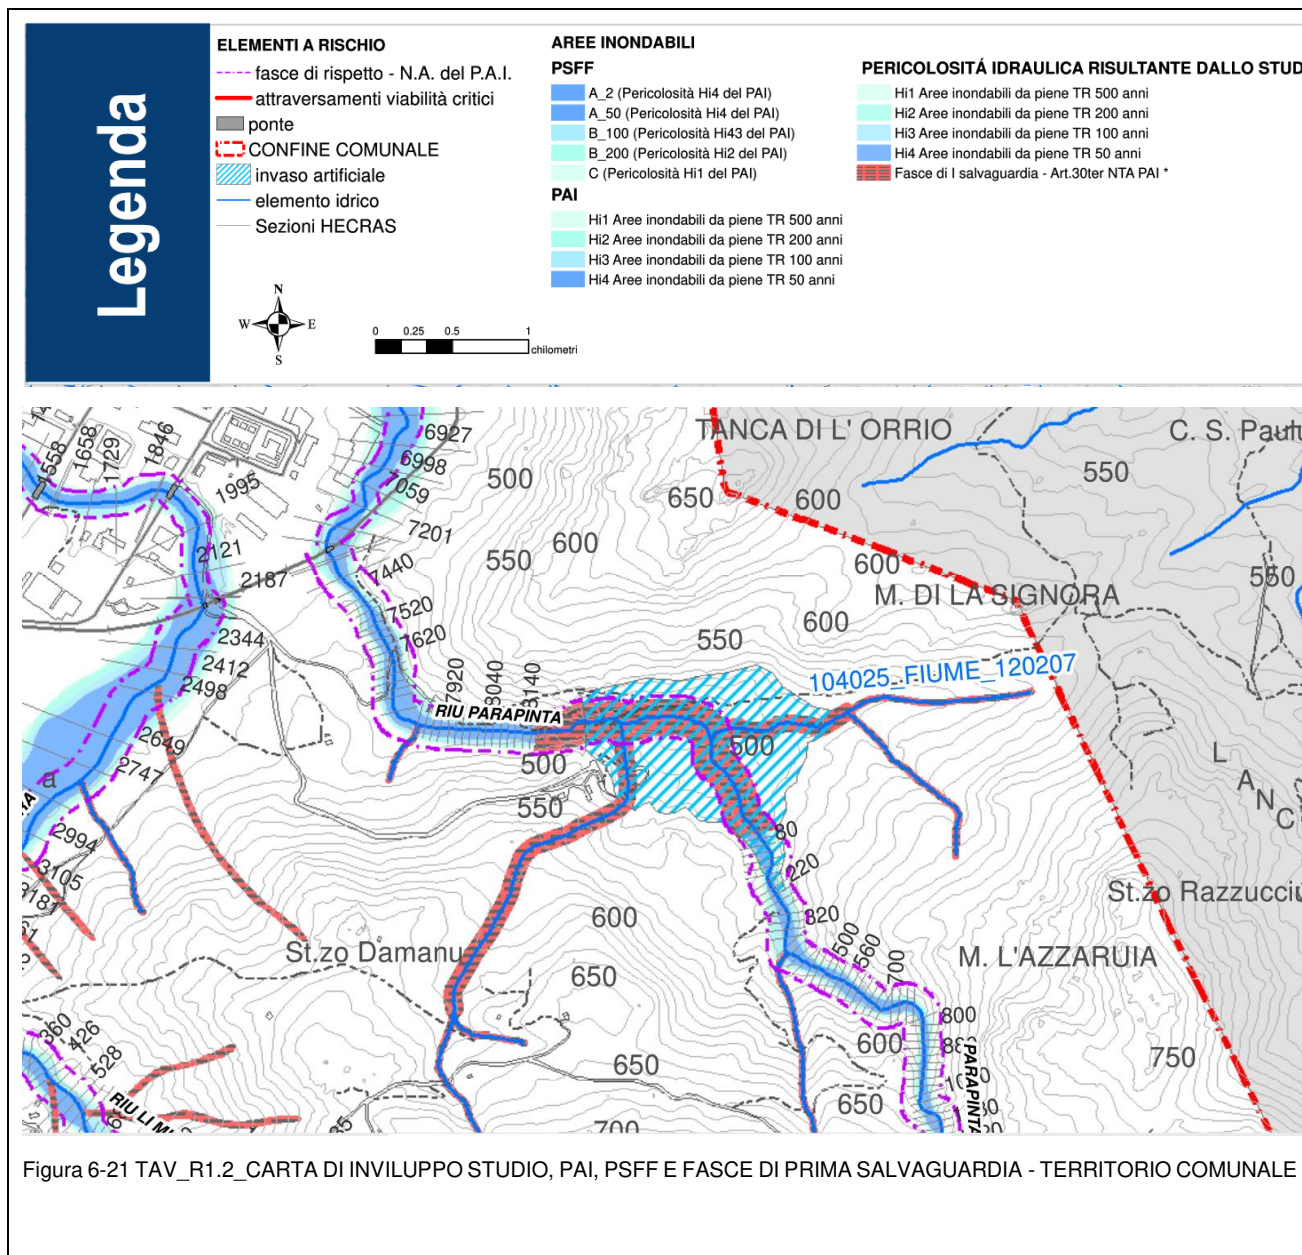 Legenda
ELEMENTI A RISCHIO
fasce di rispetto - N.A. del P.A.I.
attraversamenti viabilità critici
ponte
CONFINE COMUNALE
invaso artificiale
elemento idrico
Sezioni HECRAS
N
W
E
S
0 0.25 0.5 1
chilometri
AREE INONDABILI
PSFF
A_2 (Pericolosità Hi4 del PAI)
A_50 (Pericolosità Hi4 del PAI)
B_100 (Pericolosità Hi43 del PAI)
B_200 (Pericolosità Hi2 del PAI)
C (Pericolosità Hi1 del PAI)
PAI
Hi1 Aree inondabili da piene TR 500 anni
Hi2 Aree inondabili da piene TR 200 anni
Hi3 Aree inondabili da piene TR 100 anni
Hi4 Aree inondabili da piene TR 50 anni
PERICOLOSITÁ IDRAULICA RISULTANTE DALLO STUD
Hi1 Aree inondabili da piene TR 500 anni
Hi2 Aree inondabili da piene TR 200 anni
Hi3 Aree inondabili da piene TR 100 anni
Hi4 Aree inondabili da piene TR 50 anni
Fasce di I salvaguardia - Art.30ter NTA PAI *
1558
1658
1729
1846
1995
6927
6998
7059
7201
7440
7520
7620
7920
8040
8140
2121
2187
2344
2412
2498
2649
2747
2994
3105
500
550
600
650
TANCA DI L' ORRIO
600
C. S. Paulu
550
600
M. DI LA SIGNORA
550
600
550
104025_FIUME_120207
RIU PARAPINTA
500
500
550
a
L
A
N
C
80
220
320
500
560
700
800
St.zo Razzucciu
M. L'AZZARUIA
St.zo Damanu
600
650
650
600
650
700
750
PARAPINTA
360
426
528
RIU LI MI
Figura 6-21 TAV_R1.2_CARTA DI INVILUPPO STUDIO, PAI, PSFF E FASCE DI PRIMA SALVAGUARDIA - TERRITORIO COMUNALE